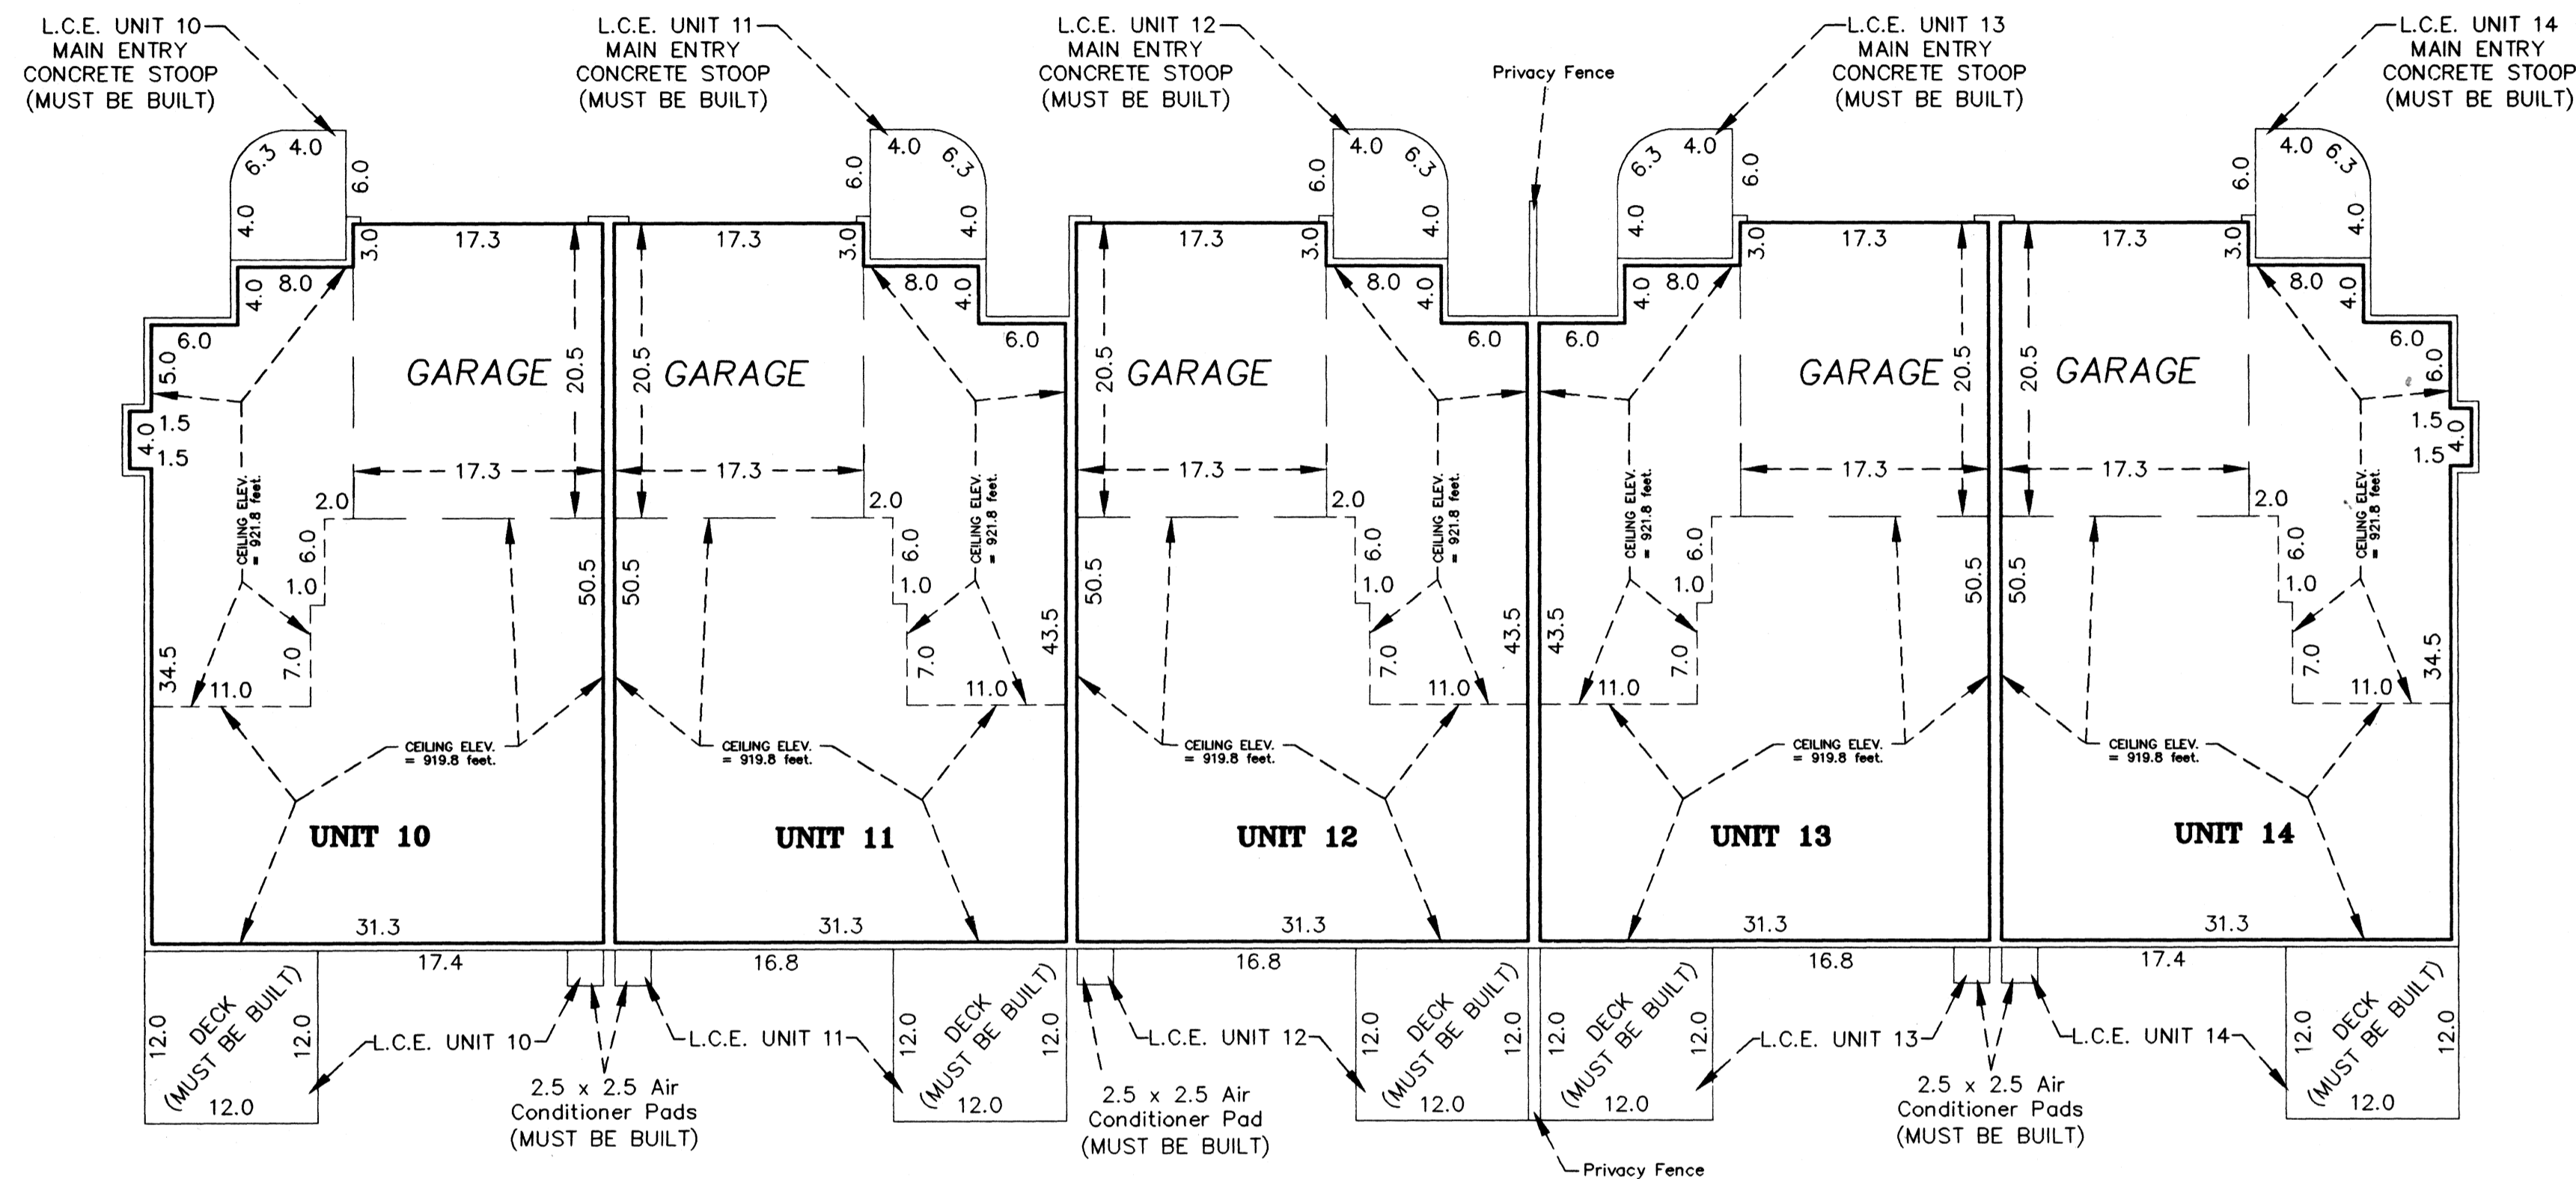 L.C.E. UNIT 10
MAIN ENTRY
CONCRETE STOOP
(MUST BE BUILT)
L.C.E. UNIT 11
MAIN ENTRY
CONCRETE STOOP
(MUST BE BUILT)
L.C.E. UNIT 12
MAIN ENTRY
CONCRETE STOOP
(MUST BE BUILT)
Privacy Fence
L.C.E. UNIT 13
MAIN ENTRY
CONCRETE STOOP
(MUST BE BUILT)
L.C.E. UNIT 14
MAIN ENTRY
CONCRETE STOOP
(MUST BE BUILT)
6.3 4.0 6.0 4.0
3.0 17.3
4.0 8.0
6.0
5.0
1.5
4.0
1.5
GARAGE
20.5
17.3
2.0
6.0
1.0
7.0
11.0
34.5
50.5
CEILING ELEV.
= 921.8 feet.
CEILING ELEV.
= 919.8 feet.
UNIT 10
31.3
6.0 4.0 6.3 4.0
17.3 3.0
8.0 4.0
6.0
GARAGE
20.5
17.3
2.0
6.0
1.0
7.0
11.0
50.5
43.5
CEILING ELEV.
= 921.8 feet.
CEILING ELEV.
= 919.8 feet.
UNIT 11
31.3
6.0 4.0 6.3 4.0
17.3 3.0
8.0 4.0
6.0
GARAGE
20.5
17.3
2.0
6.0
1.0
7.0
11.0
50.5
43.5
CEILING ELEV.
= 921.8 feet.
CEILING ELEV.
= 919.8 feet.
UNIT 12
31.3
6.3 4.0 6.0 4.0
3.0 17.3
4.0 8.0
6.0
GARAGE
20.5
17.3
6.0
1.0
7.0
11.0
43.5
50.5
CEILING ELEV.
= 921.8 feet.
CEILING ELEV.
= 919.8 feet.
UNIT 13
31.3
6.0 4.0 6.3 4.0
17.3 3.0
8.0 4.0
6.0
6.0
1.5
4.0
1.5
GARAGE
20.5
17.3
2.0
6.0
1.0
7.0
11.0
50.5
34.5
CEILING ELEV.
= 921.8 feet.
CEILING ELEV.
= 919.8 feet.
UNIT 14
31.3
17.4
16.8
16.8
16.8
17.4
12.0
DECK
(MUST BE BUILT)
12.0
12.0
L.C.E. UNIT 10
2.5 x 2.5 Air
Conditioner Pads
(MUST BE BUILT)
L.C.E. UNIT 11
12.0
DECK
(MUST BE BUILT)
12.0
12.0
2.5 x 2.5 Air
Conditioner Pad
(MUST BE BUILT)
L.C.E. UNIT 12
12.0
DECK
(MUST BE BUILT)
12.0
12.0
Privacy Fence
12.0
DECK
(MUST BE BUILT)
12.0
12.0
L.C.E. UNIT 13
2.5 x 2.5 Air
Conditioner Pads
(MUST BE BUILT)
L.C.E. UNIT 14
12.0
DECK
(MUST BE BUILT)
12.0
12.0